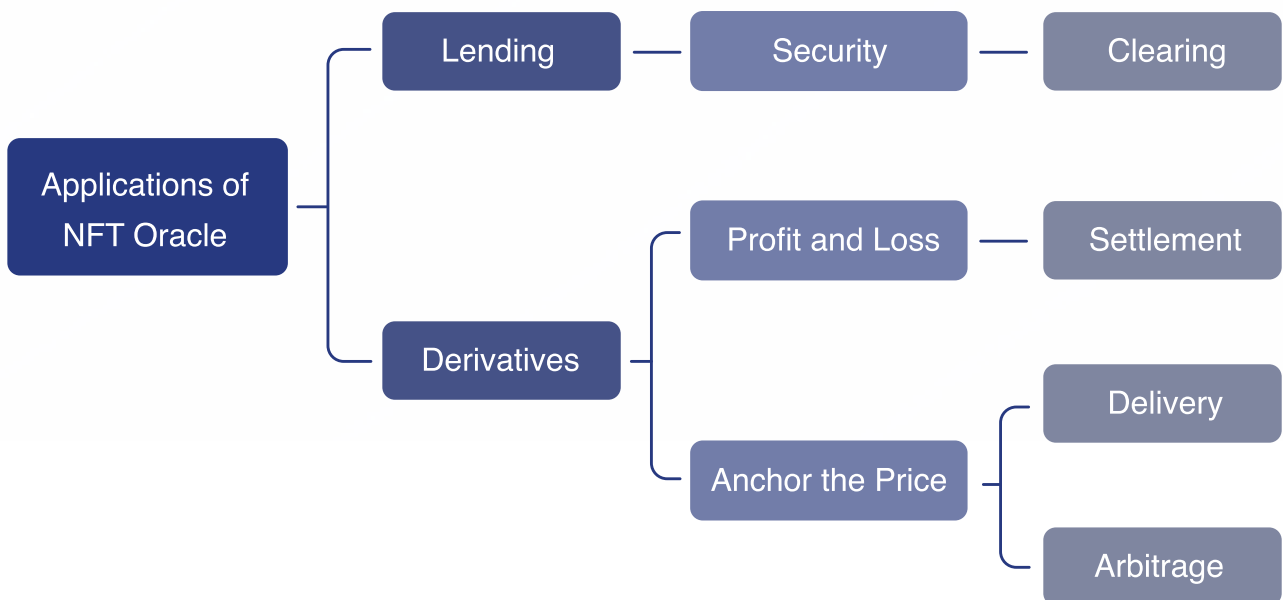 Lending
Security
Clearing
Applications of
NFT Oracle
Profit and Loss
Settlement
Derivatives
Delivery
Anchor the Price
Arbitrage